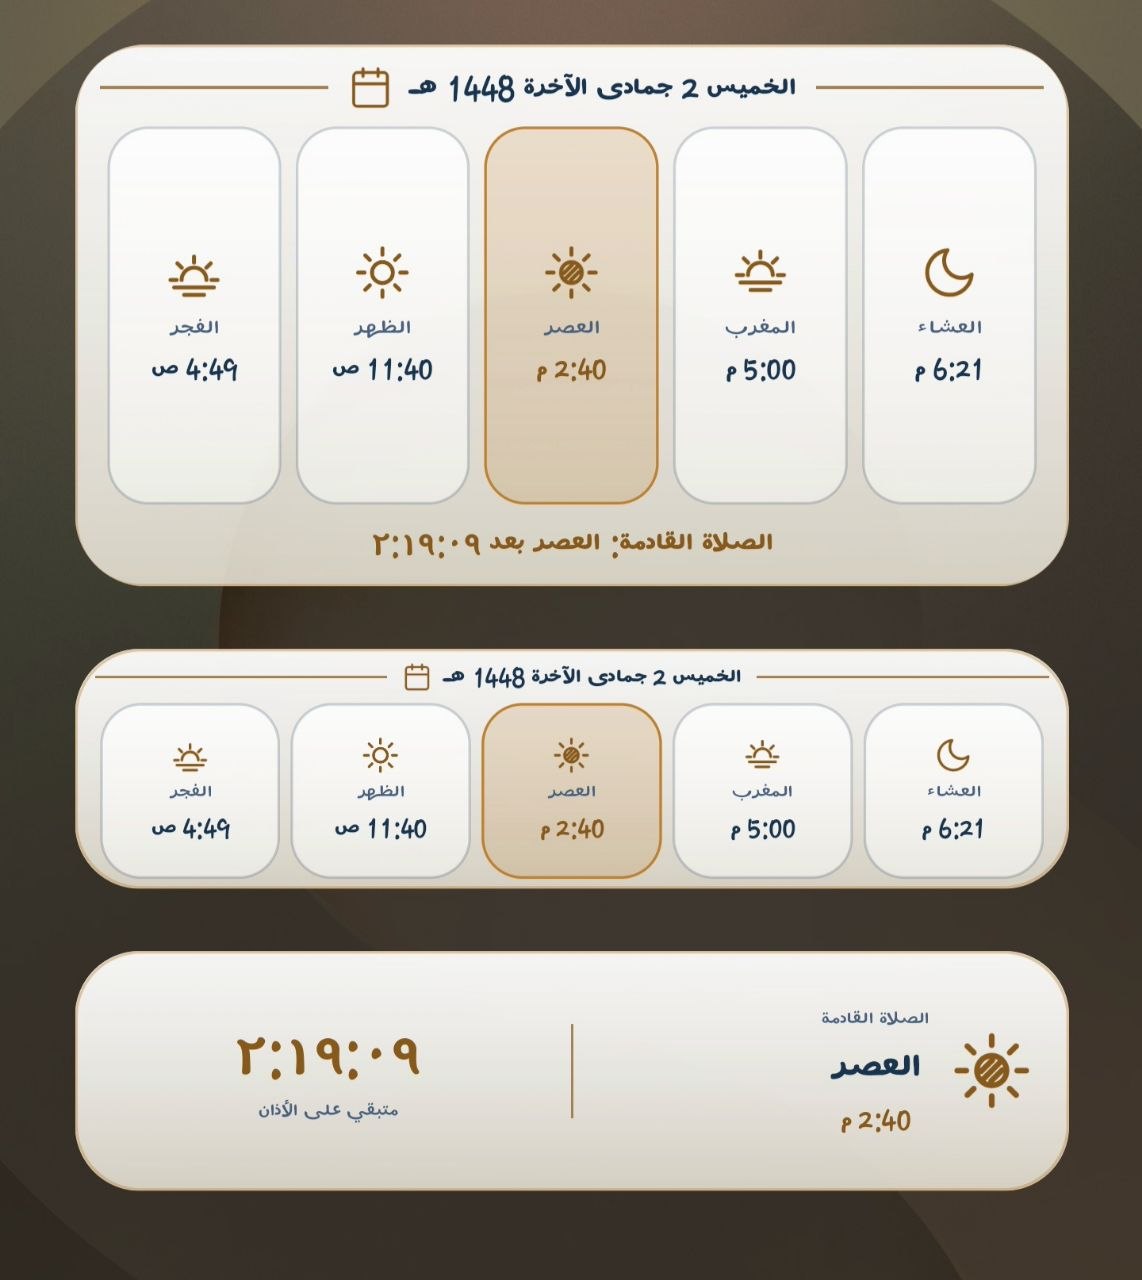 الخميس 2 جمادى الآخرة 1448 هـ
العشاء
6:21 م
المغرب
5:00 م
العصر
2:40 م
الظهر
11:40 ص
الفجر
4:49 ص
الصلاة القادمة: العصر بعد ٢:١٩:٠٩
الخميس 2 جمادى الآخرة 1448 هـ
العشاء
6:21 م
المغرب
5:00 م
العصر
2:40 م
الظهر
11:40 ص
الفجر
4:49 ص
الصلاة القادمة
العصر
2:40 م
٢:١٩:٠٩
متبقي على الأذان